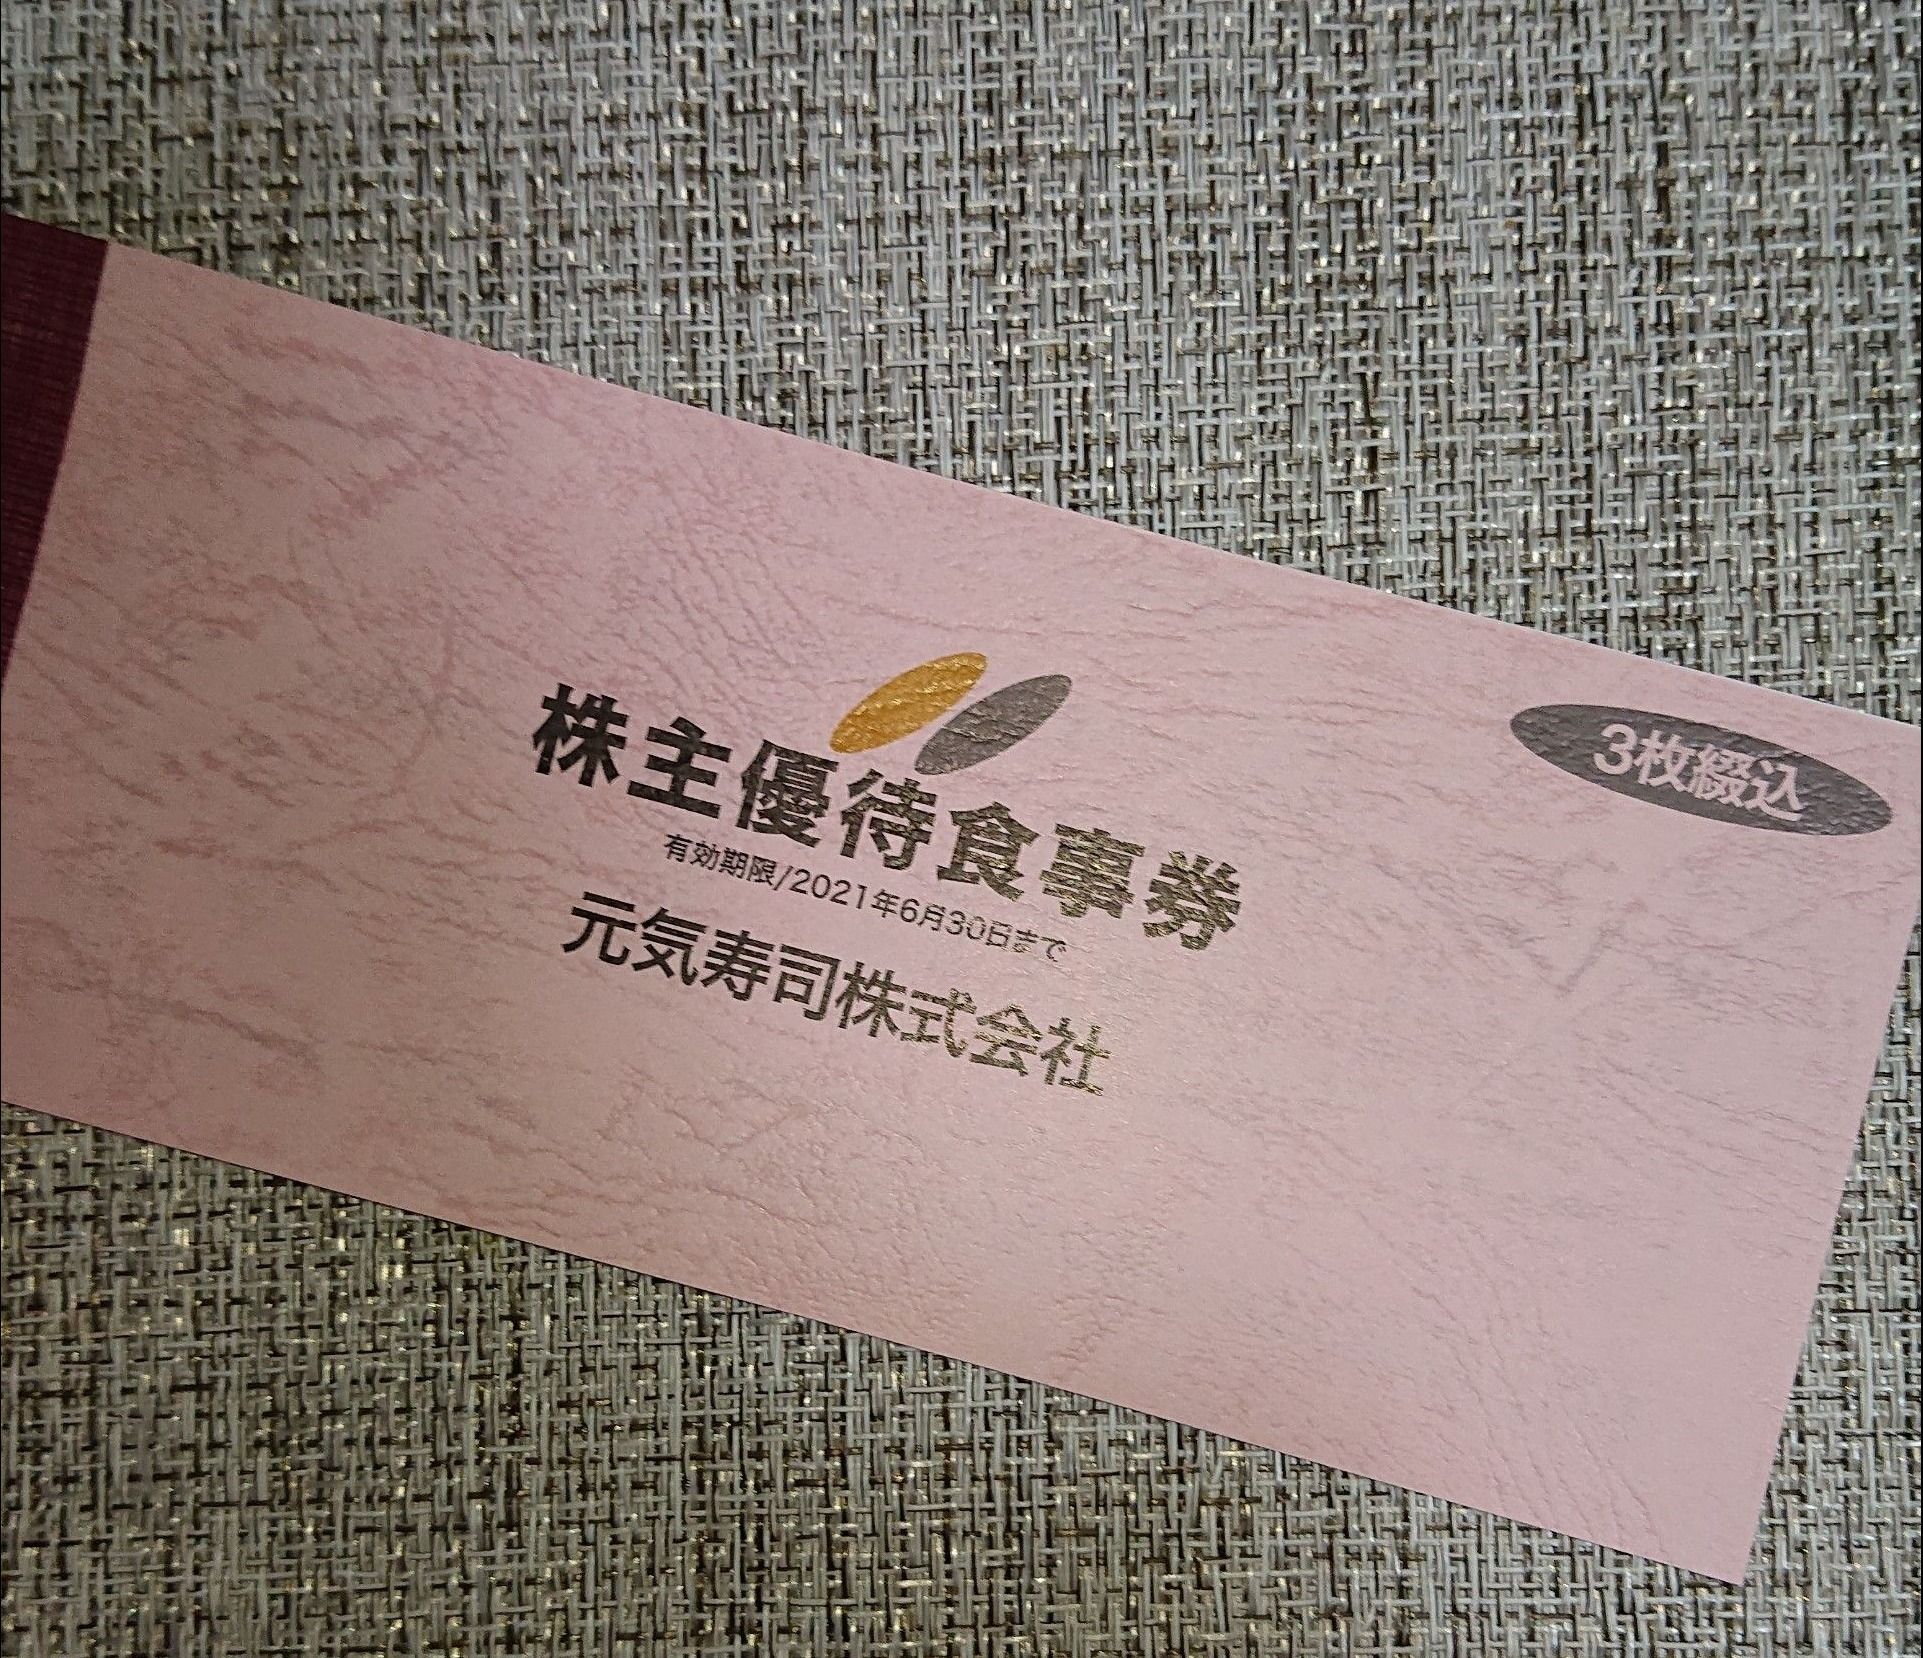 3枚綴込
株主優待食事券
有効期限/2021年6月30日まで
元気寿司株式会社